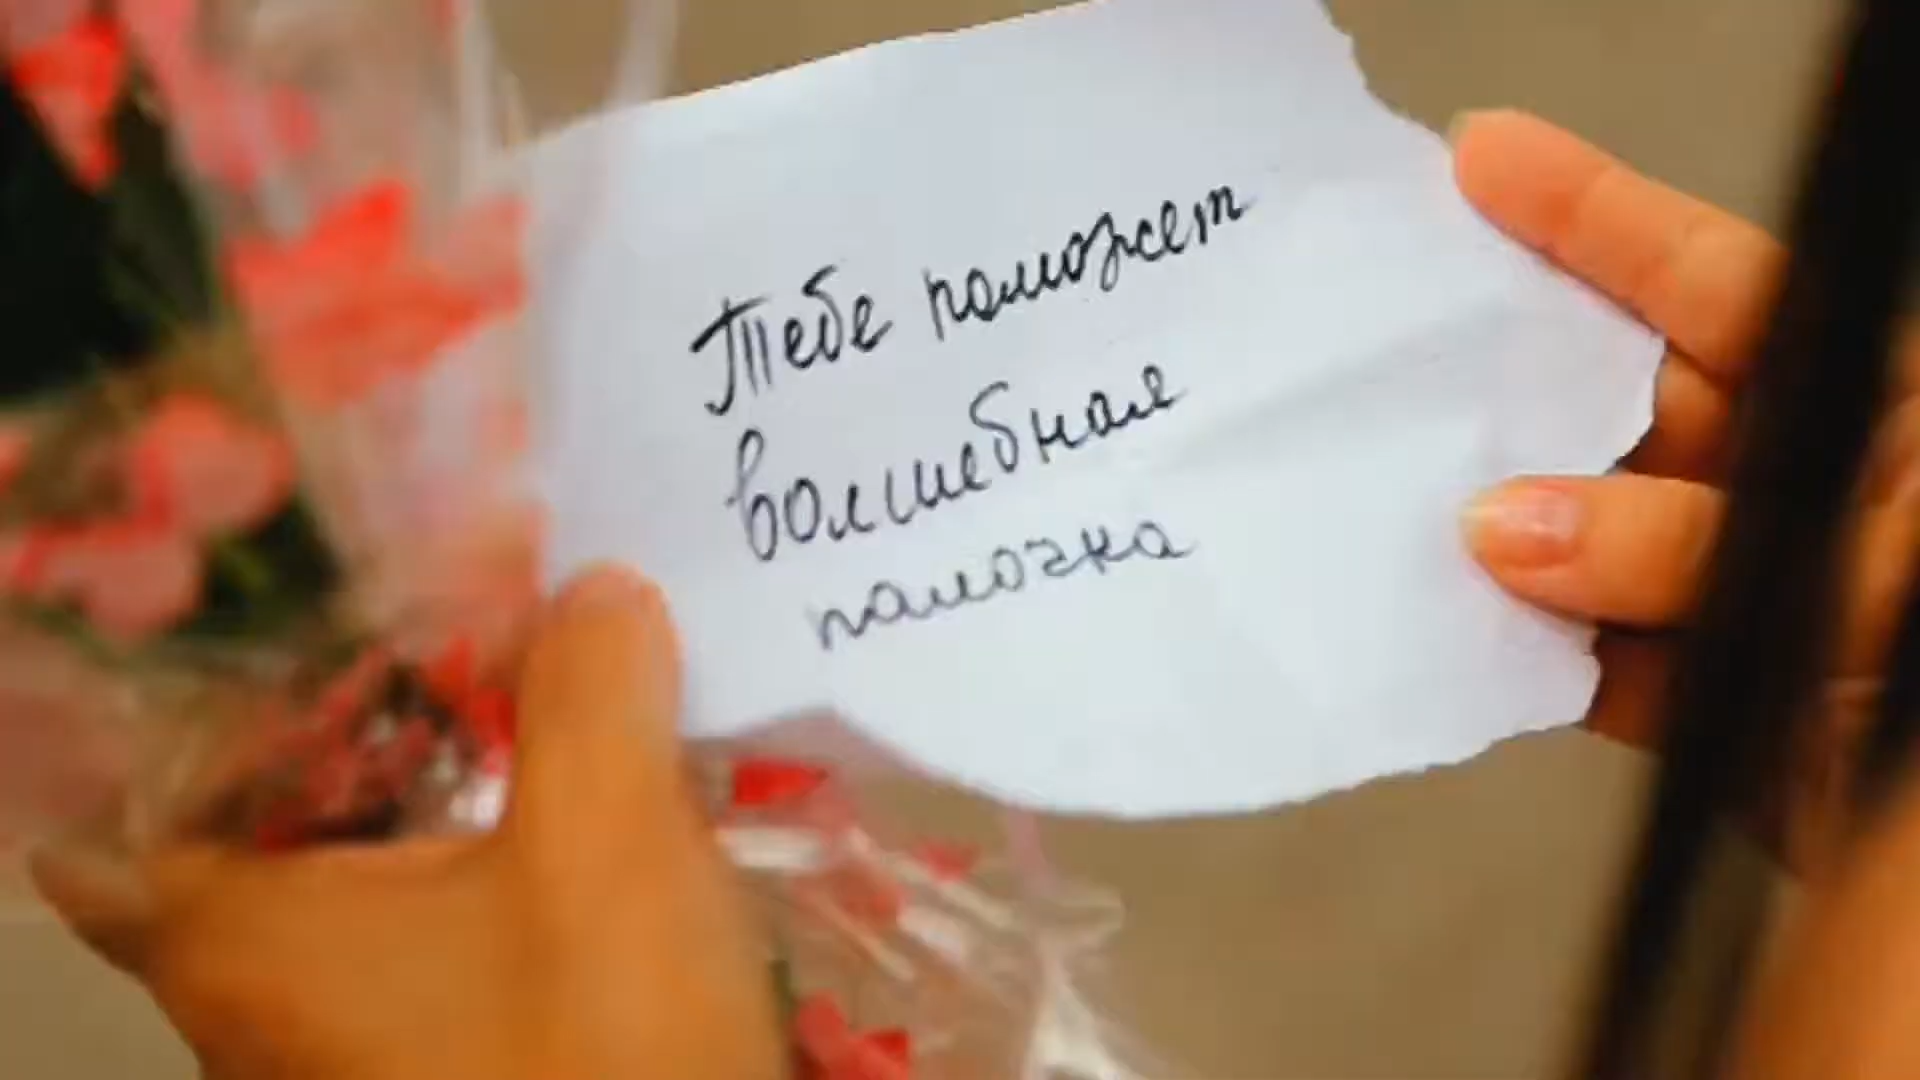 Тебе поможет
волшебная
палочка